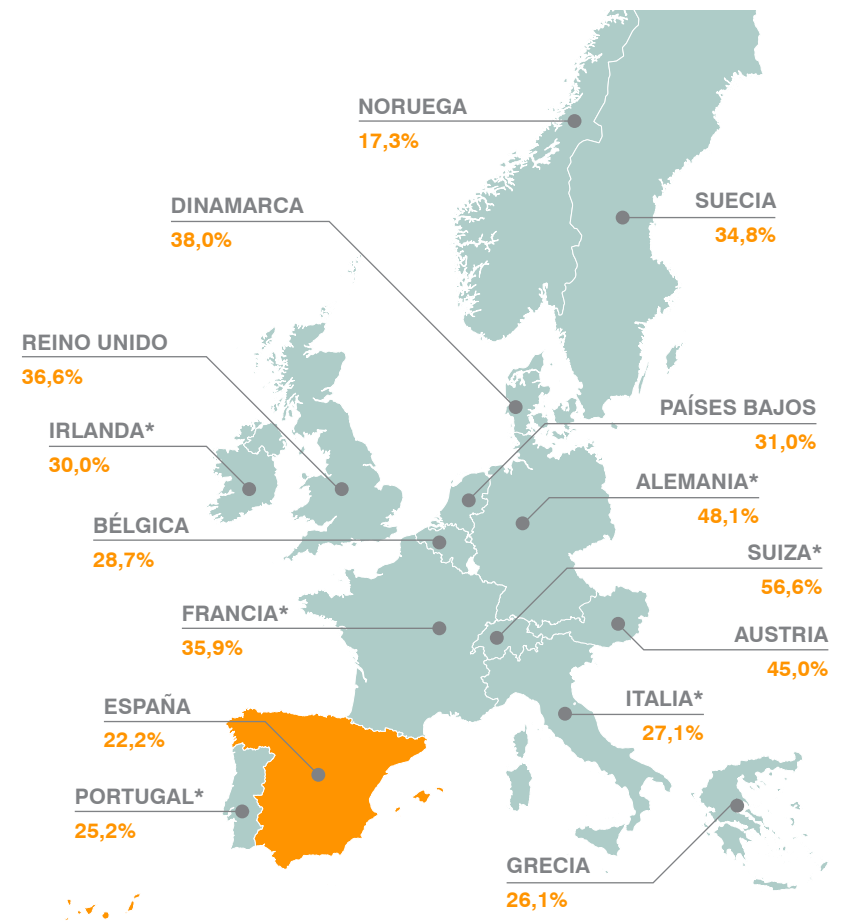 NORUEGA
17,3%
SUECIA
34,8%
DINAMARCA
38,0%
REINO UNIDO
36,6%
PAÍSES BAJOS
31,0%
IRLANDA*
30,0%
ALEMANIA*
48,1%
BÉLGICA
28,7%
SUIZA*
56,6%
FRANCIA*
35,9%
AUSTRIA
45,0%
ITALIA*
27,1%
ESPAÑA
22,2%
PORTUGAL*
25,2%
GRECIA
26,1%